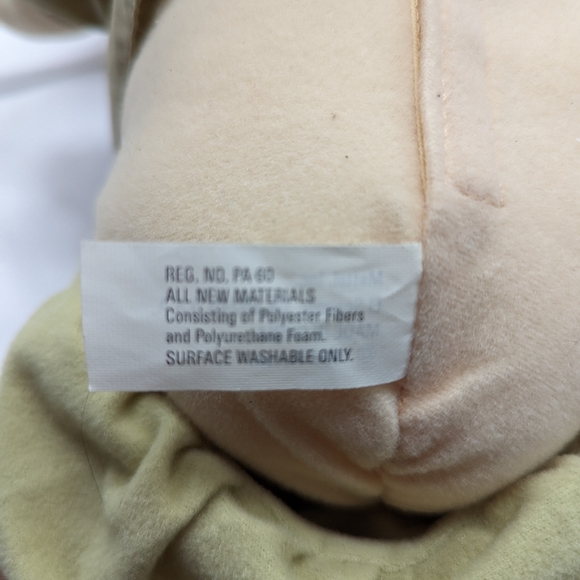 REG. NO. PA 60
ALL NEW MATERIALS
Consisting of Polyester Fibers
and Polyurethane Foam.
SURFACE WASHABLE ONLY.